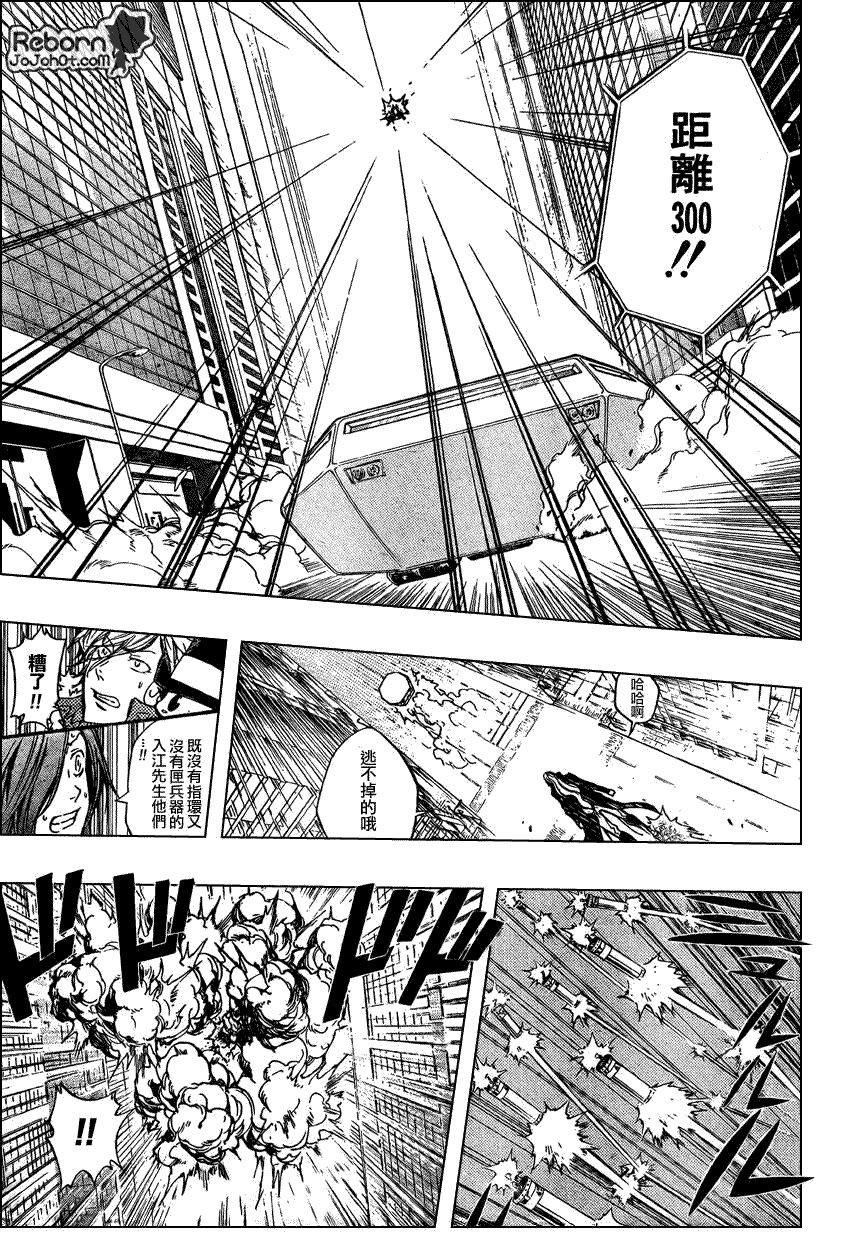 Reborn
JoJoHOt.com
距離
300
!!
哈哈啊
逃不掉的哦
糟了!!
既沒有指環又
沒有匣兵器的
入江先生他們
…!!
ドドドド
!!